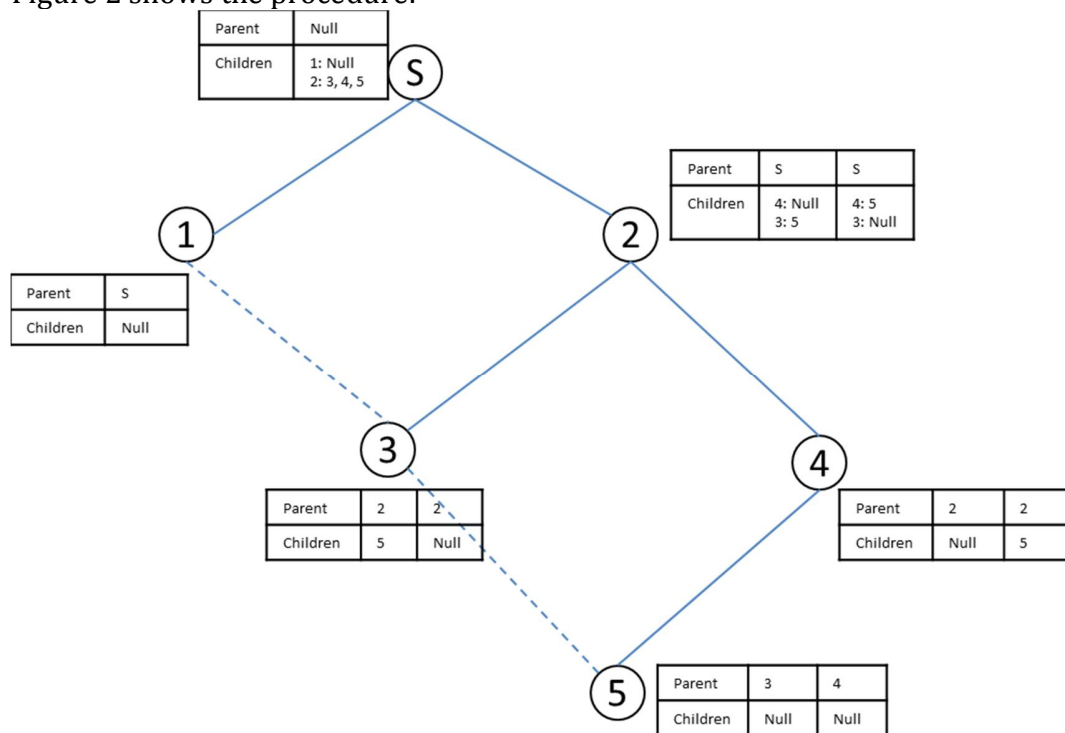 Figure 2 shows the procedure.
Parent Null
Children 1: Null
2: 3, 4, 5
S
Parent S S
Children 4: Null 4: 5
3: 5 3: Null
1
2
Parent S
Children Null
3
4
Parent 2 2
Children 5 Null
Parent 2 2
Children Null 5
5
Parent 3 4
Children Null Null